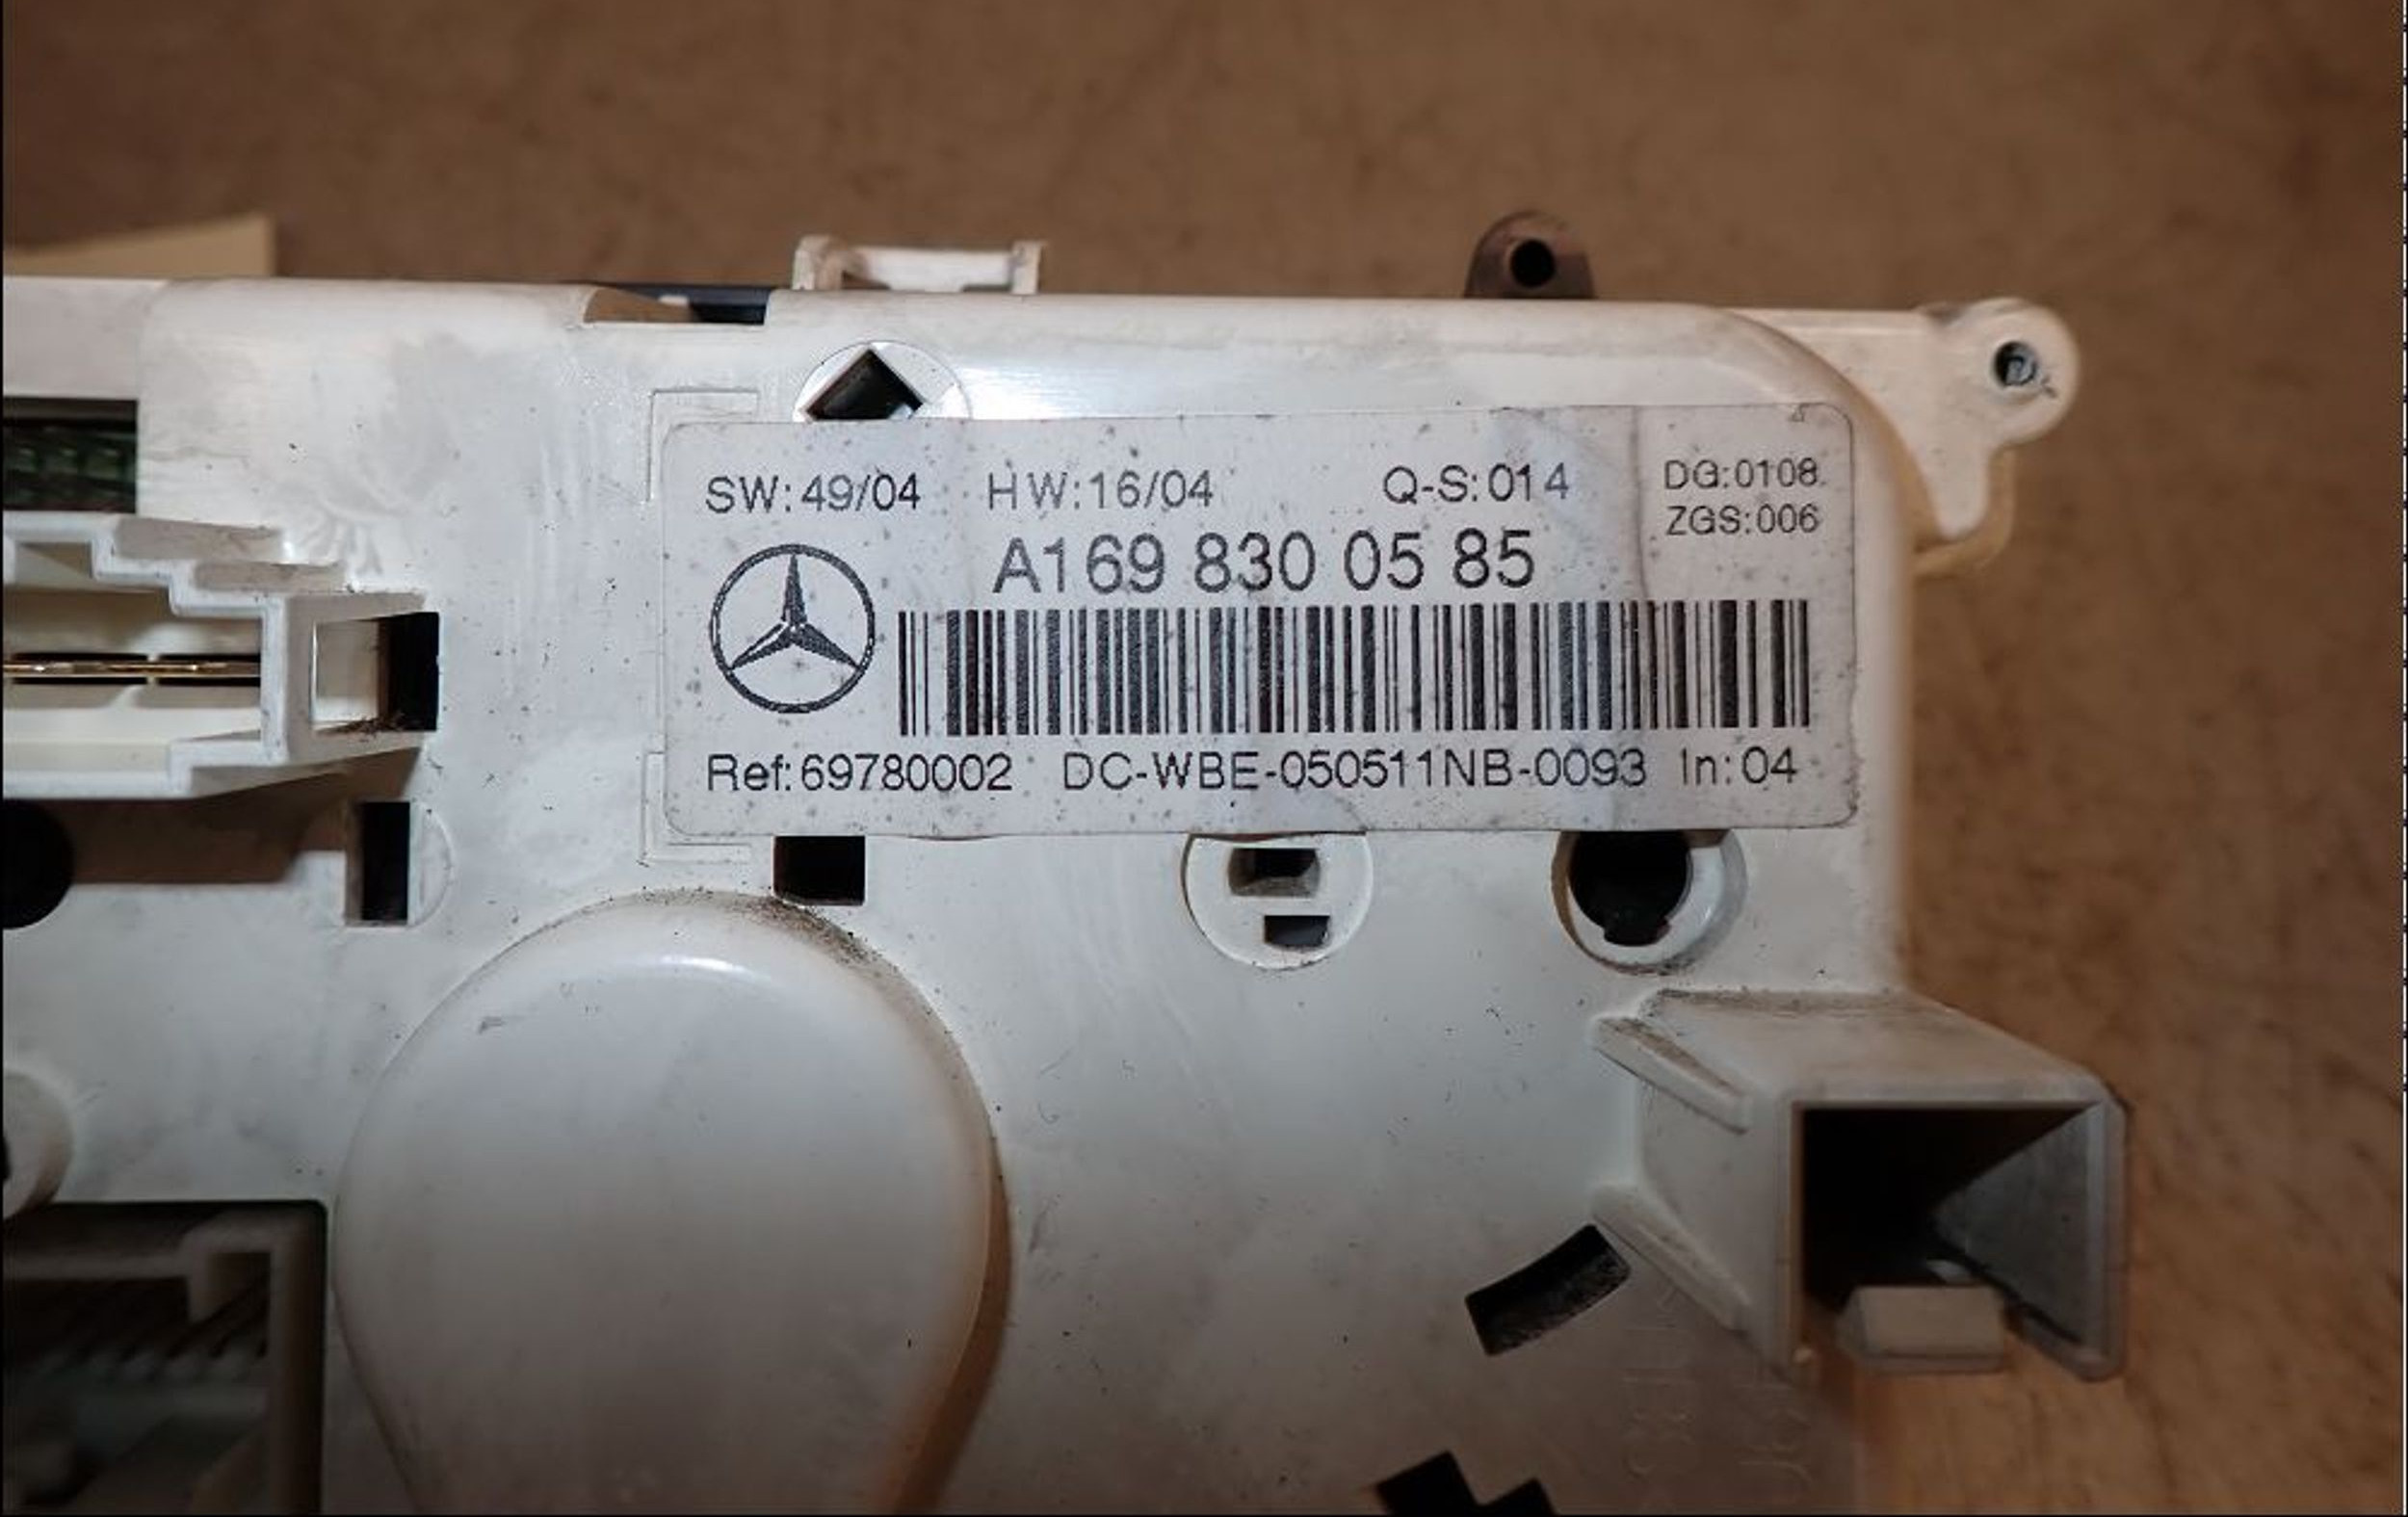 SW:49/04 HW:16/04 Q-S:014 DG:0108
ZGS:006
A169 830 05 85
Ref:69780002 DC-WBE-050511NB-0093 In:04